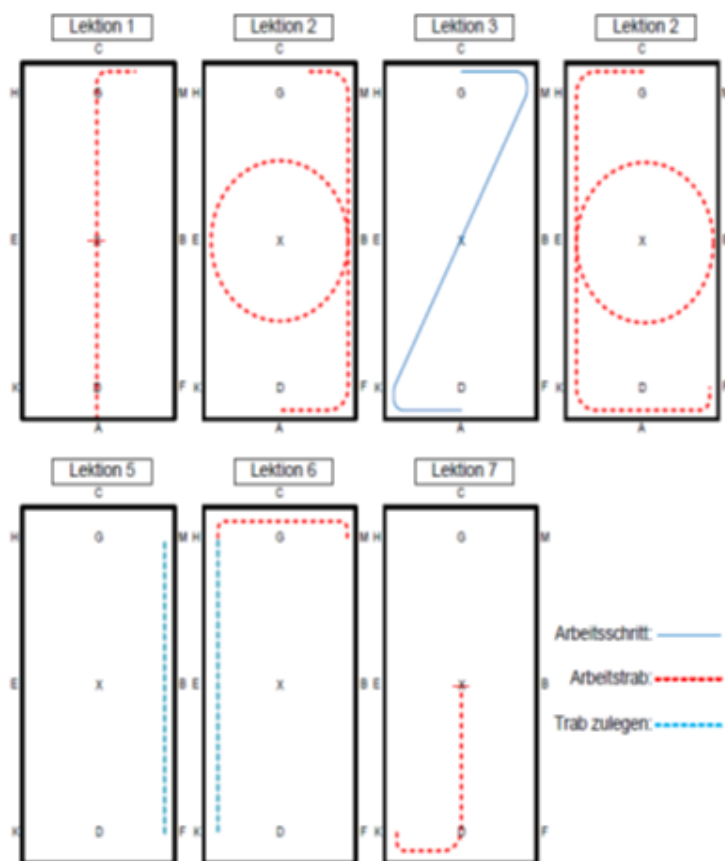 Lektion 1 Lektion 2 Lektion 3 Lektion 2
C C C C
H G M H G M H G M H G
E B E X B E X B E X
K D F K D F K D F K D F
A A A A
Lektion 5 Lektion 6 Lektion 7
C C C
H G M H G M H G M
Arbeitsschritt:
Arbeitstrab:
E X B E X B E X B
Trab zulegen:
K D F K D F K D F